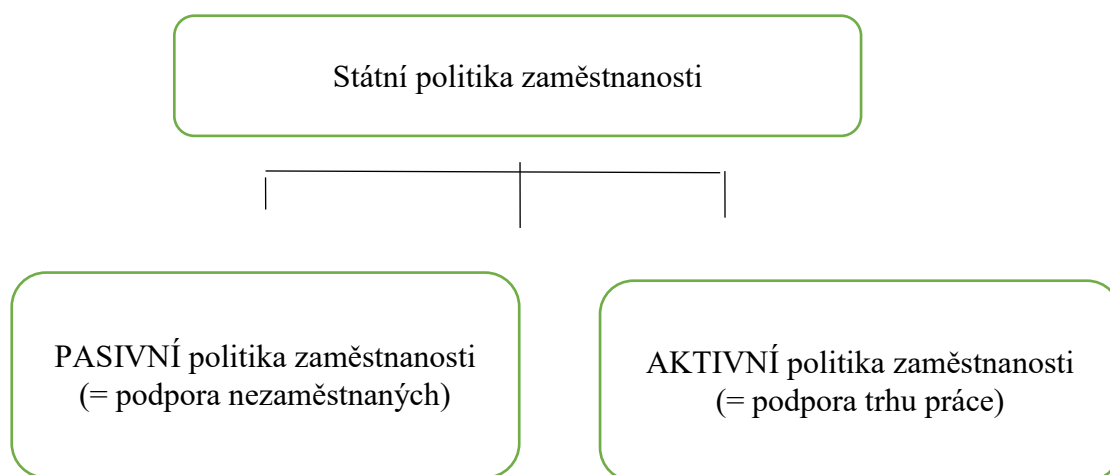 Státní politika zaměstnanosti
PASIVNÍ politika zaměstnanosti
(= podpora nezaměstnaných)
AKTIVNÍ politika zaměstnanosti
(= podpora trhu práce)